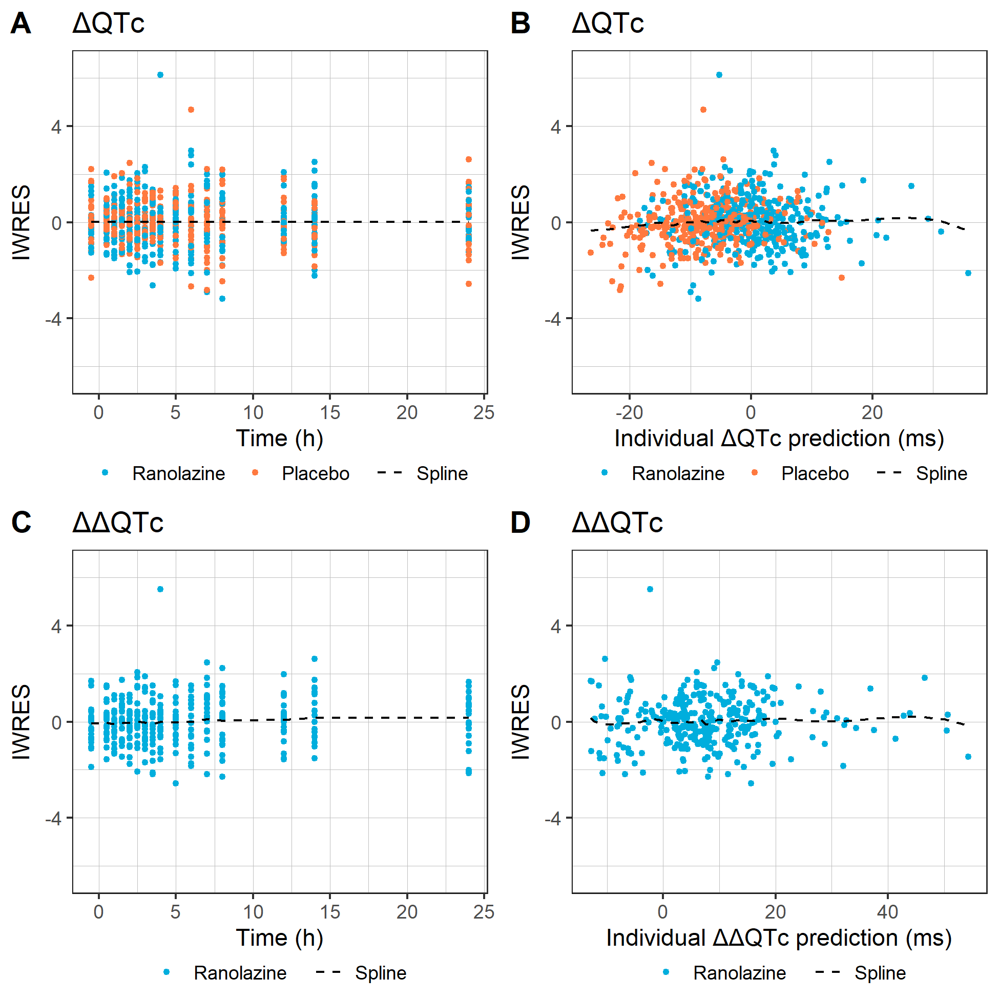 A ΔQTc
IWRES
4
0
-4
0 5 10 15 20 25
Time (h)
Ranolazine Placebo Spline
B ΔQTc
IWRES
4
0
-4
-20 0 20
Individual ΔQTc prediction (ms)
Ranolazine Placebo Spline
C ΔΔQTc
IWRES
4
0
-4
0 5 10 15 20 25
Time (h)
Ranolazine Spline
D ΔΔQTc
IWRES
4
0
-4
0 20 40
Individual ΔΔQTc prediction (ms)
Ranolazine Spline